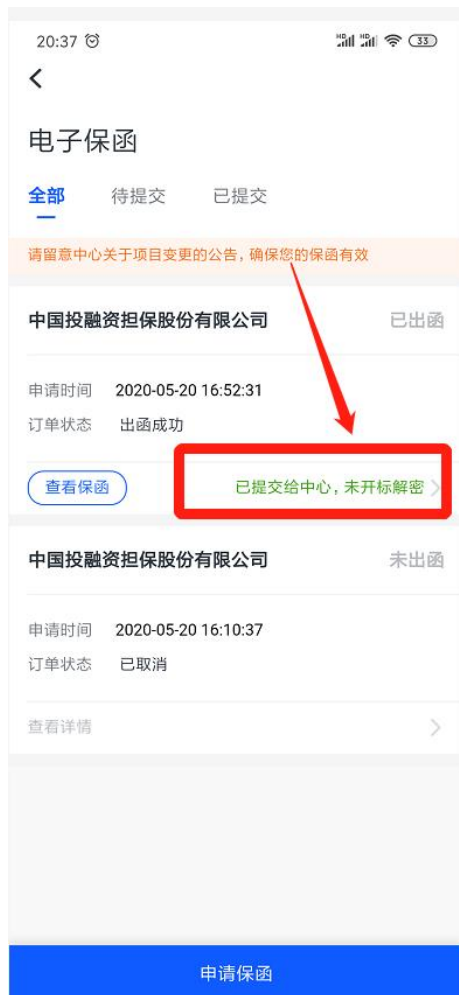 20:37
HD HD 33
电子保函
全部 待提交 已提交
请留意中心关于项目变更的公告，确保您的保函有效
中国投融资担保股份有限公司 已出函
申请时间 2020-05-20 16:52:31
订单状态 出函成功
查看保函 已提交给中心，未开标解密
中国投融资担保股份有限公司 未出函
申请时间 2020-05-20 16:10:37
订单状态 已取消
查看详情
申请保函